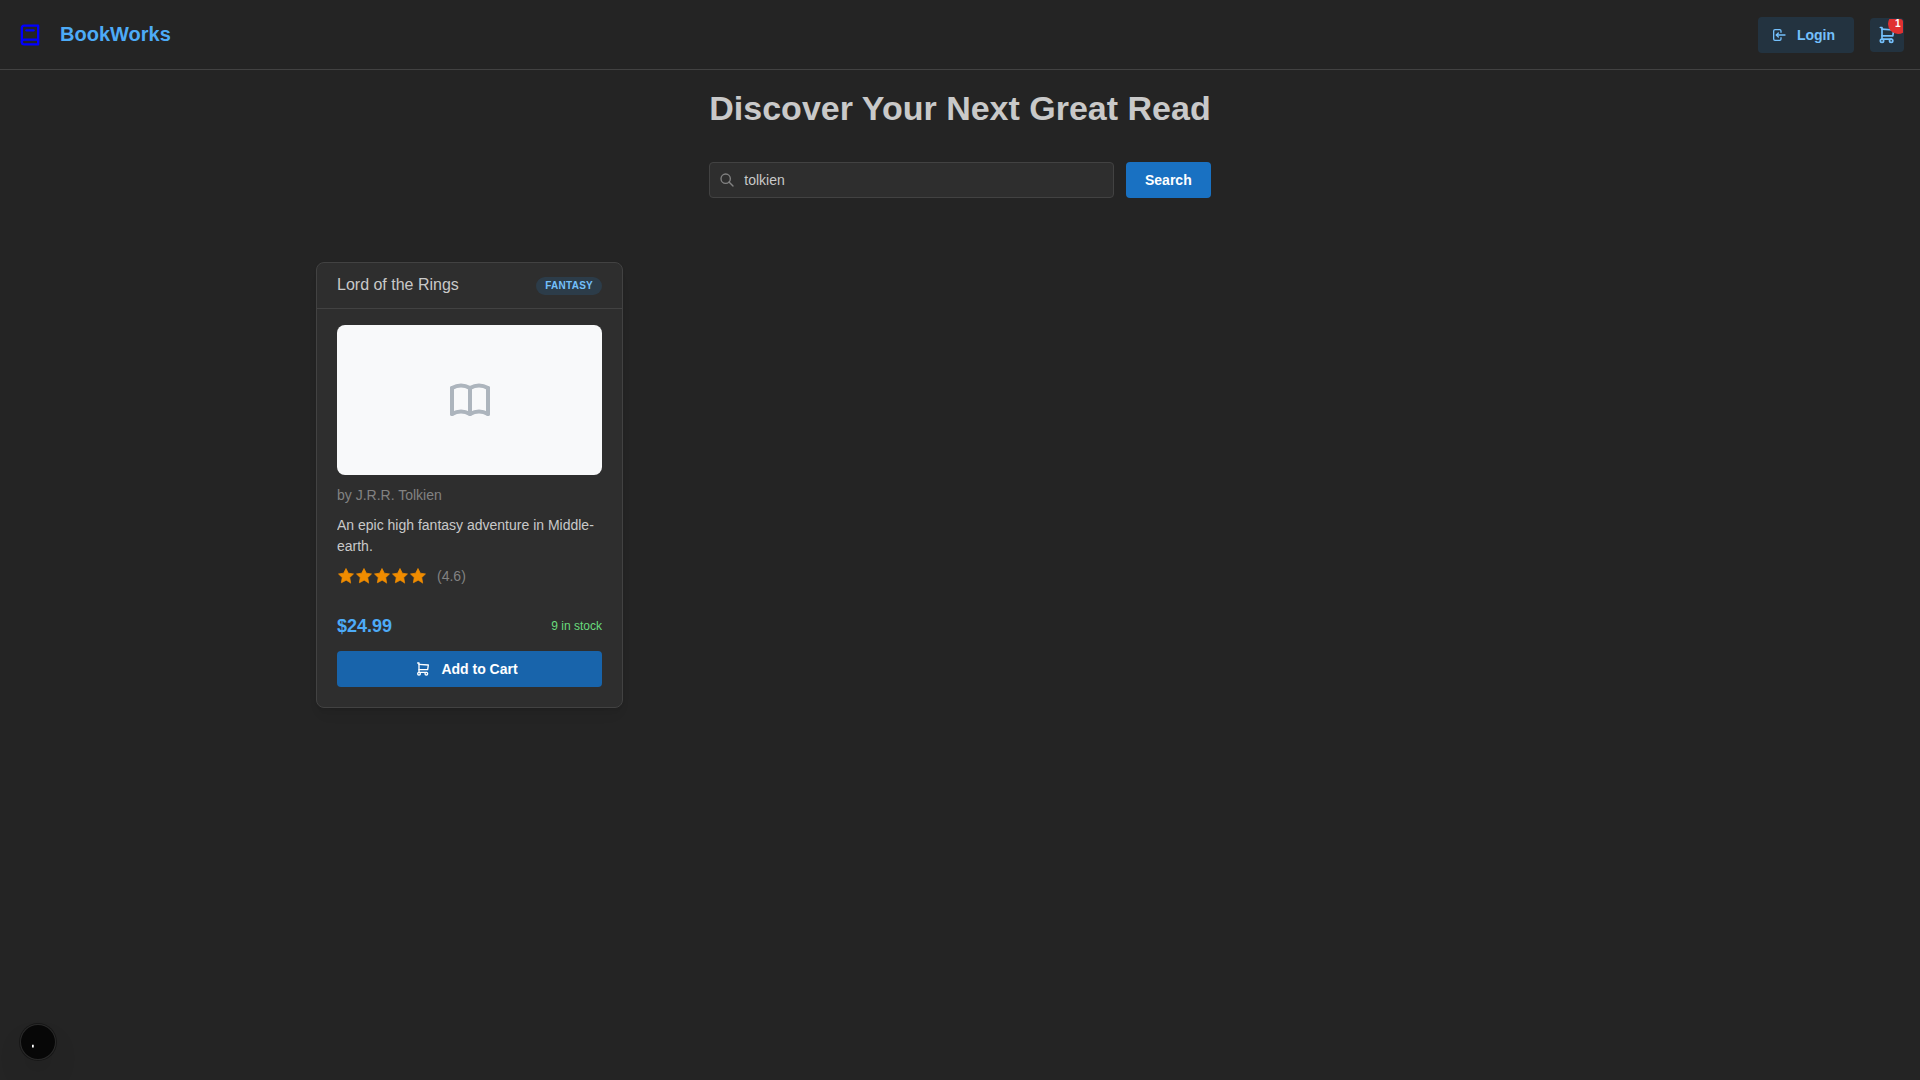 BookWorks
Login
1
Discover Your Next Great Read
tolkien
Search
Lord of the Rings
FANTASY
by J.R.R. Tolkien
An epic high fantasy adventure in Middle-
earth.
(4.6)
$24.99
9 in stock
Add to Cart